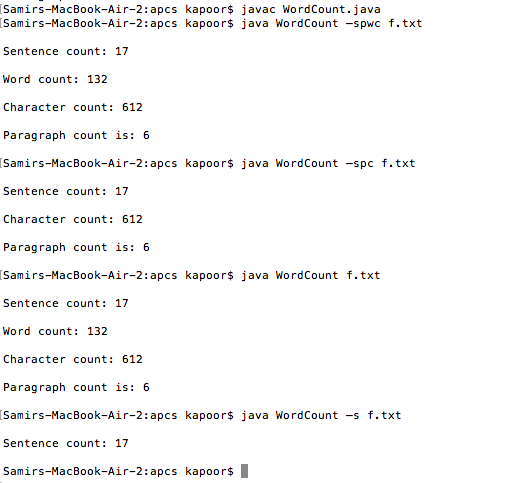 [Samirs-MacBook-Air-2:apcs kapoor$ javac WordCount.java
[Samirs-MacBook-Air-2:apcs kapoor$ java WordCount –spwc f.txt
Sentence count: 17
Word count: 132
Character count: 612
Paragraph count is: 6
[Samirs-MacBook-Air-2:apcs kapoor$ java WordCount –spc f.txt
Sentence count: 17
Character count: 612
Paragraph count is: 6
[Samirs-MacBook-Air-2:apcs kapoor$ java WordCount f.txt
Sentence count: 17
Word count: 132
Character count: 612
Paragraph count is: 6
[Samirs-MacBook-Air-2:apcs kapoor$ java WordCount –s f.txt
Sentence count: 17
Samirs-MacBook-Air-2:apcs kapoor$